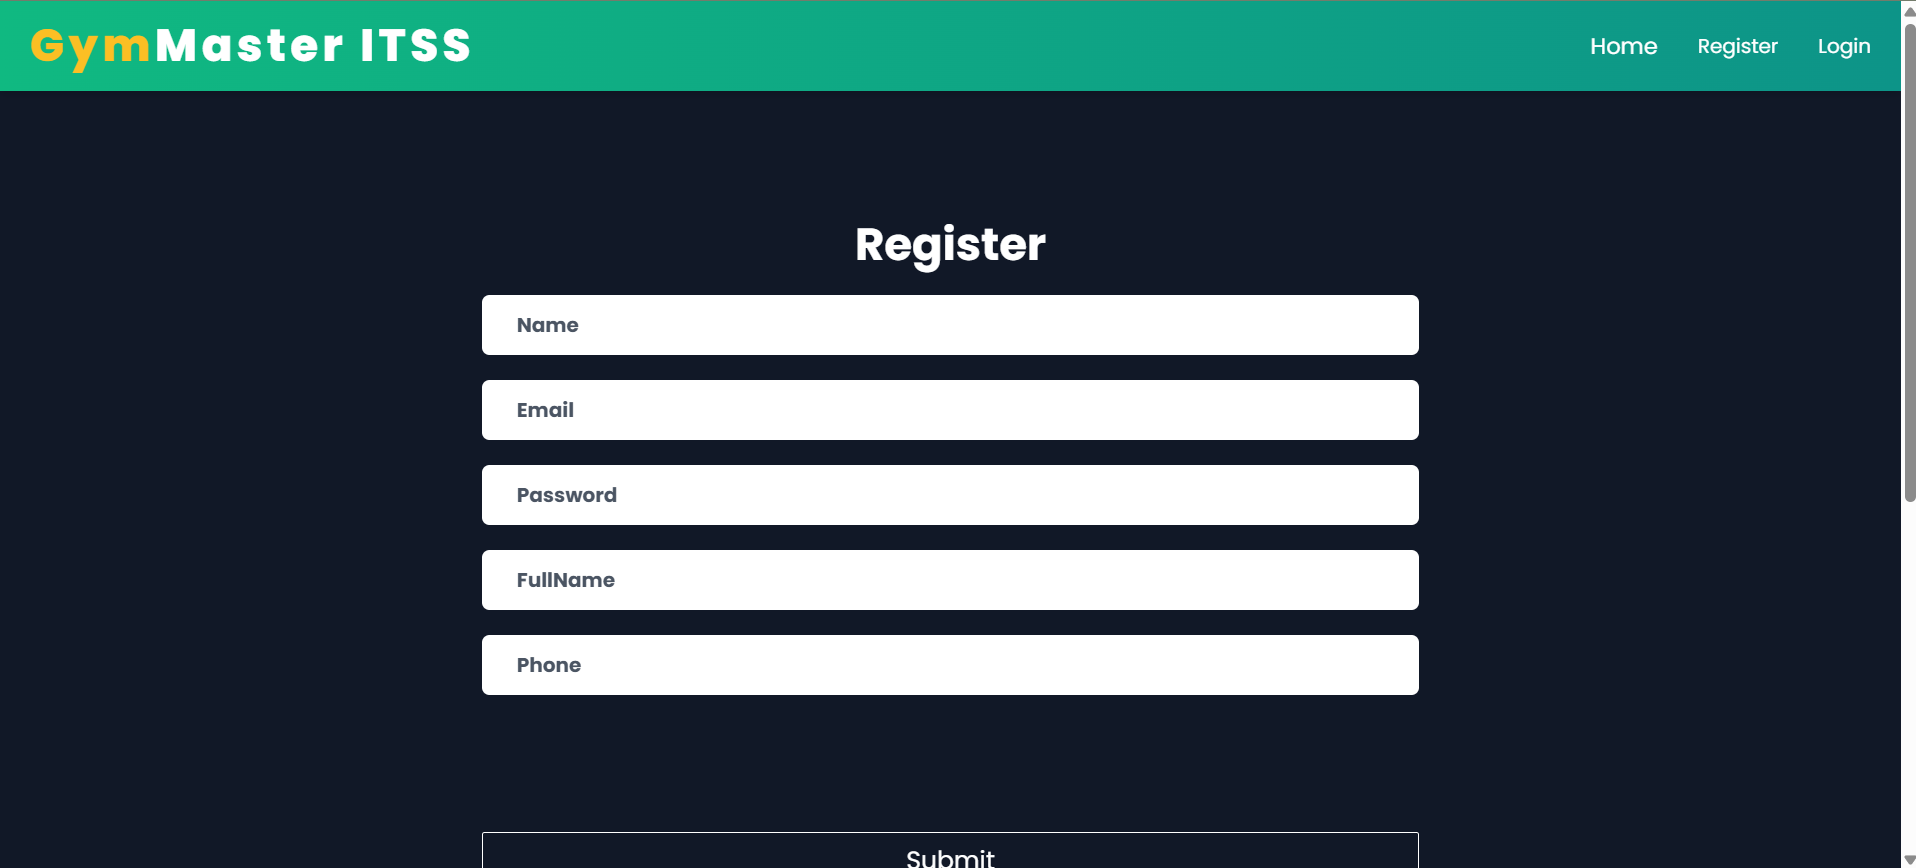 GymMaster ITSS
Home Register Login
Register
Name
Email
Password
FullName
Phone
Submit